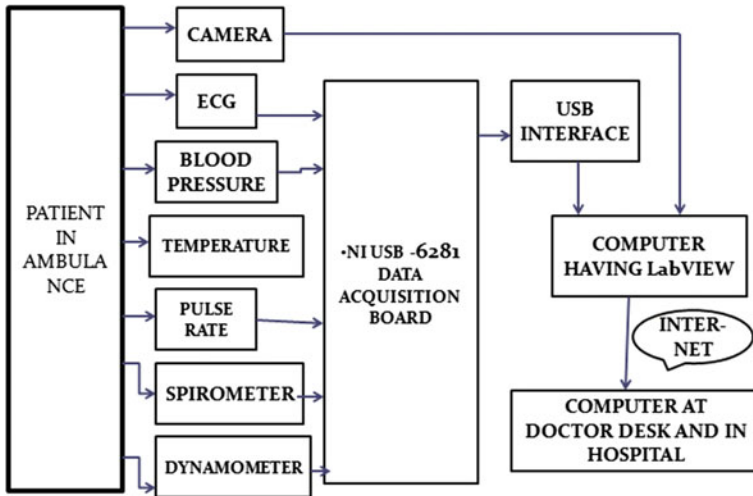 PATIENT
IN
AMBULA
NCE
CAMERA
ECG
BLOOD
PRESSURE
TEMPERATURE
PULSE
RATE
SPIROMETER
DYNAMOMETER
•NI USB -6281
DATA
ACQUISITION
BOARD
USB
INTERFACE
COMPUTER
HAVING LabVIEW
INTER-
NET
COMPUTER AT
DOCTOR DESK AND IN
HOSPITAL